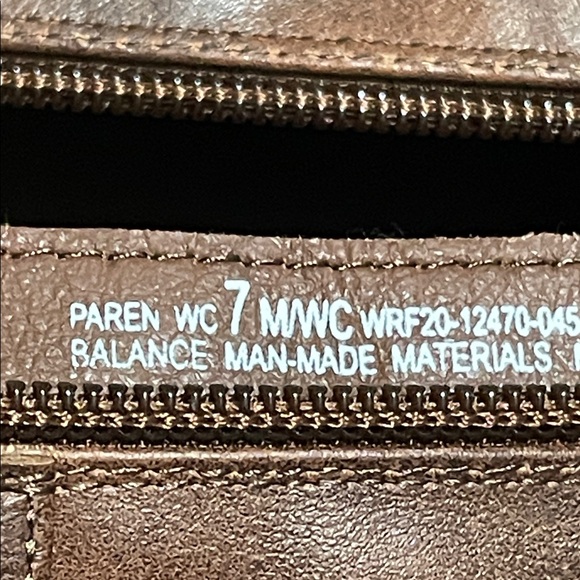 PAREN WC 7 M/WC WRF20-12470-045
BALANCE MAN-MADE MATERIALS